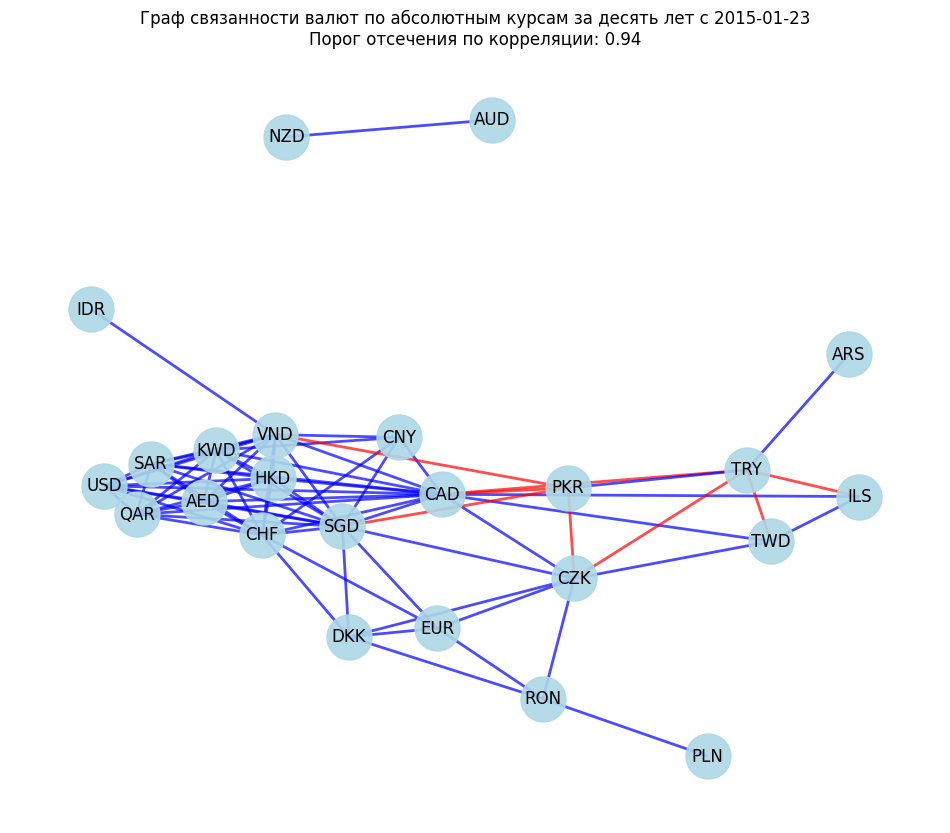 Граф связанности валют по абсолютным курсам за десять лет с 2015-01-23
Порог отсечения по корреляции: 0.94
AUD
NZD
IDR
ARS
VND
CNY
KWD
SAR
TRY
HKD
USD
PKR
CAD
ILS
AED
QAR
SGD
CHF
TWD
CZK
EUR
DKK
RON
PLN